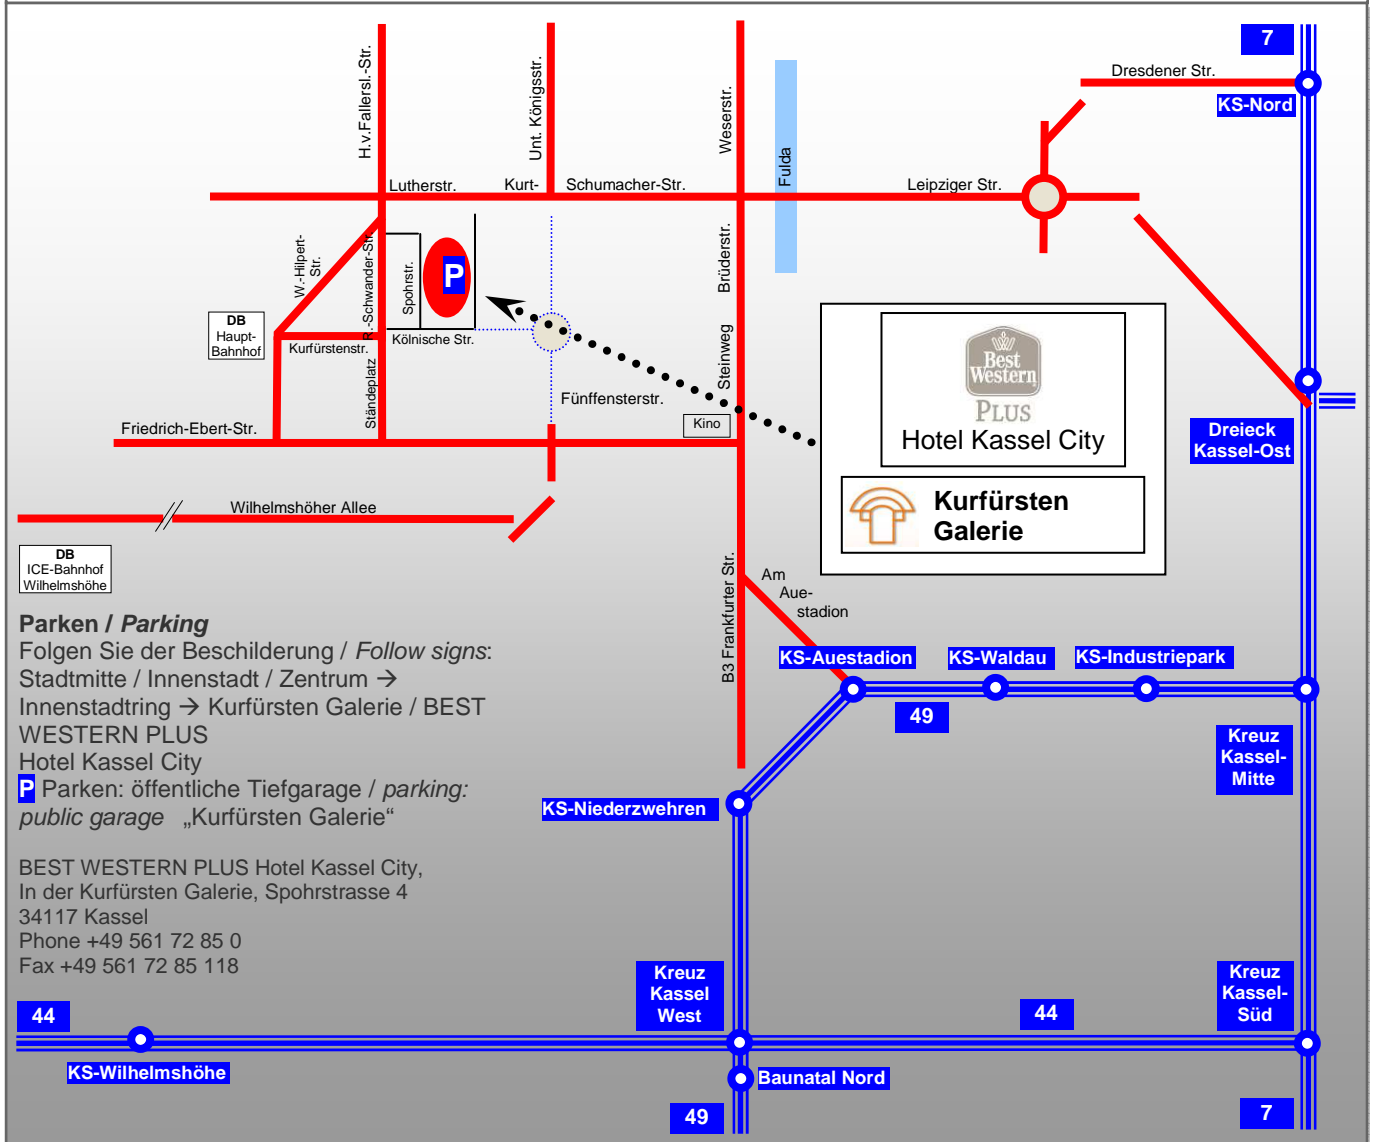 7
Dresdener Str.
KS-Nord
H.v.Fallersl.-Str.
Unt. Königsstr.
Weserstr.
Fulda
Lutherstr.
Kurt-
Schumacher-Str.
Leipziger Str.
W.-Hilpert-
Str.
R.-Schwander-Str.
Spohrstr.
P
Brüderstr.
DB
Haupt-
Bahnhof
Kurfürstenstr.
Kölnische Str.
Ständeplatz
Steinweg
Fünffensterstr.
Friedrich-Ebert-Str.
Kino
Best
Western
PLUS
Hotel Kassel City
Kurfürsten
Galerie
Dreieck
Kassel-Ost
Wilhelmshöher Allee
DB
ICE-Bahnhof
Wilhelmshöhe
B3 Frankfurter Str.
Am
Aue-
stadion
Parken / Parking
Folgen Sie der Beschilderung / Follow signs:
Stadtmitte / Innenstadt / Zentrum →
Innenstadtring → Kurfürsten Galerie / BEST
WESTERN PLUS
Hotel Kassel City
P Parken: öffentliche Tiefgarage / parking:
public garage „Kurfürsten Galerie“
KS-Auestadion
KS-Waldau
KS-Industriepark
49
Kreuz
Kassel-
Mitte
KS-Niederzwehren
BEST WESTERN PLUS Hotel Kassel City,
In der Kurfürsten Galerie, Spohrstrasse 4
34117 Kassel
Phone +49 561 72 85 0
Fax +49 561 72 85 118
Kreuz
Kassel
West
Kreuz
Kassel-
Süd
44
44
KS-Wilhelmshöhe
Baunatal Nord
49
7